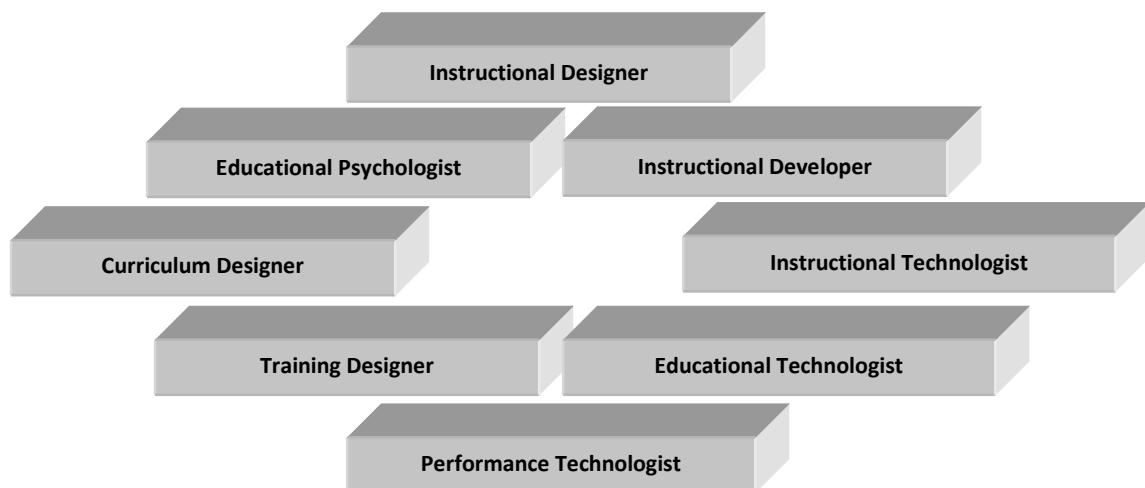 Instructional Designer
Educational Psychologist
Instructional Developer
Curriculum Designer
Instructional Technologist
Training Designer
Educational Technologist
Performance Technologist